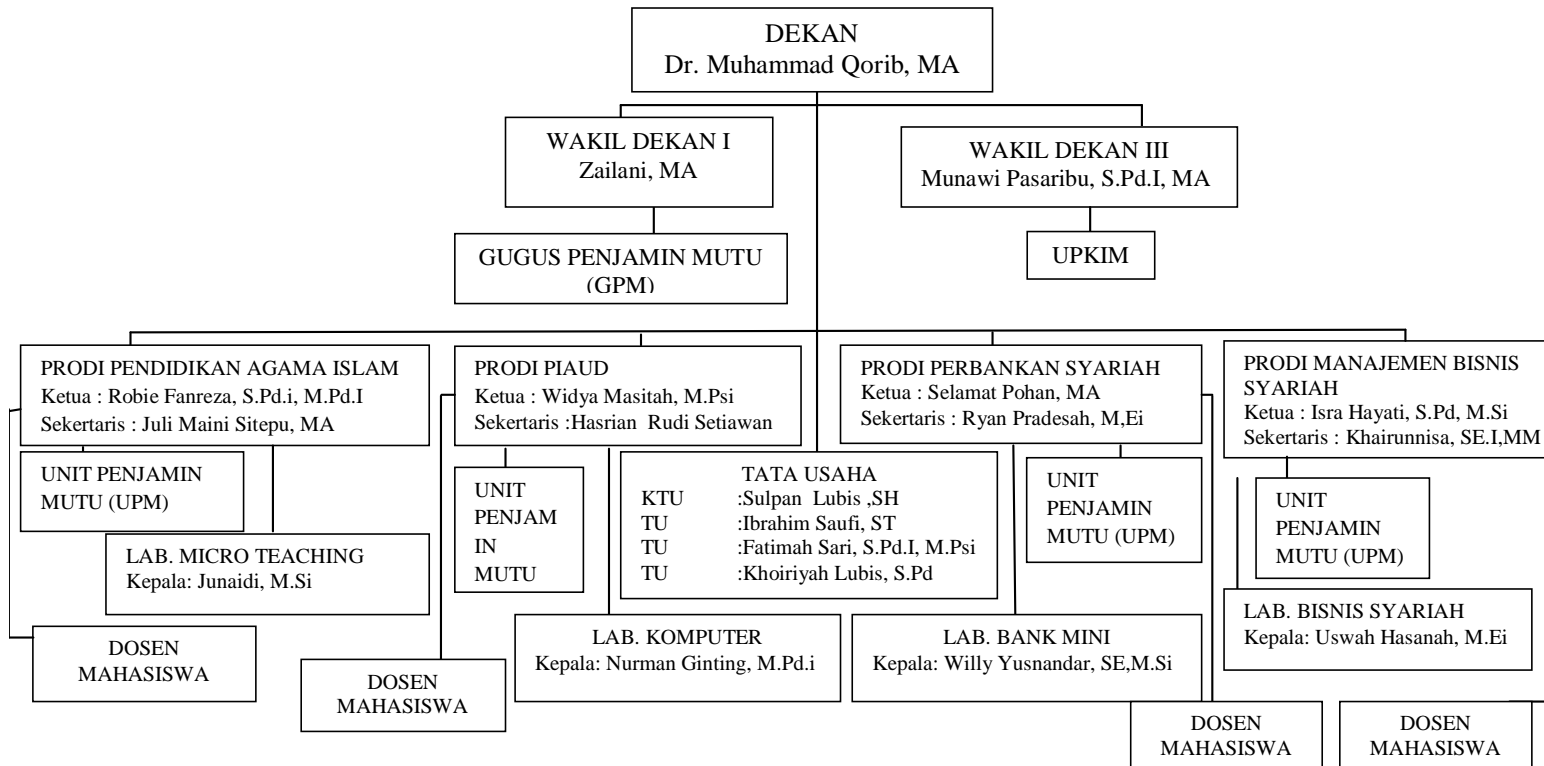 DEKAN
Dr. Muhammad Qorib, MA
WAKIL DEKAN I
Zailani, MA
WAKIL DEKAN III
Munawi Pasaribu, S.Pd.I, MA
GUGUS PENJAMIN MUTU
(GPM)
UPKIM
PRODI PENDIDIKAN AGAMA ISLAM
Ketua : Robie Fanreza, S.Pd.i, M.Pd.I
Sekertaris : Juli Maini Sitepu, MA
PRODI PIAUD
Ketua : Widya Masitah, M.Psi
Sekertaris :Hasrian Rudi Setiawan
PRODI PERBANKAN SYARIAH
Ketua : Selamat Pohan, MA
Sekertaris : Ryan Pradesah, M,Ei
PRODI MANAJEMEN BISNIS
SYARIAH
Ketua : Isra Hayati, S.Pd, M.Si
Sekertaris : Khairunnisa, SE.I,MM
UNIT PENJAMIN
MUTU (UPM)
UNIT
PENJAM
IN
MUTU
TATA USAHA
KTU :Sulpan Lubis ,SH
TU :Ibrahim Saufi, ST
TU :Fatimah Sari, S.Pd.I, M.Psi
TU :Khoiriyah Lubis, S.Pd
UNIT
PENJAMIN
MUTU (UPM)
UNIT
PENJAMIN
MUTU (UPM)
LAB. MICRO TEACHING
Kepala: Junaidi, M.Si
LAB. KOMPUTER
Kepala: Nurman Ginting, M.Pd.i
LAB. BANK MINI
Kepala: Willy Yusnandar, SE,M.Si
LAB. BISNIS SYARIAH
Kepala: Uswah Hasanah, M.Ei
DOSEN
MAHASISWA
DOSEN
MAHASISWA
DOSEN
MAHASISWA
DOSEN
MAHASISWA